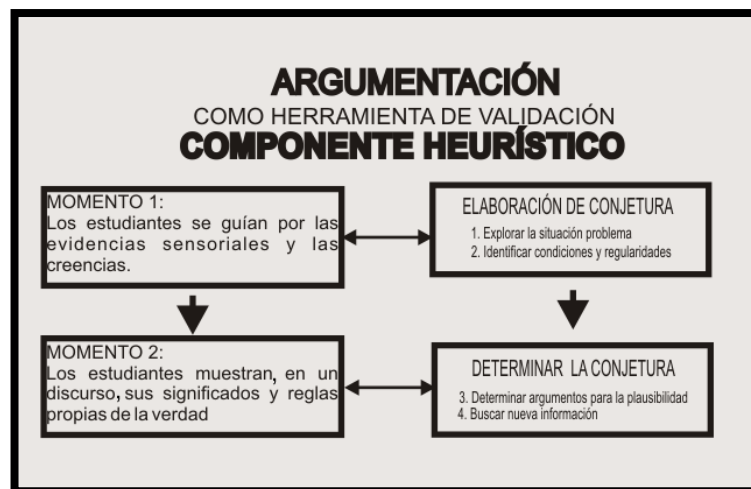 ARGUMENTACIÓN
COMO HERRAMIENTA DE VALIDACIÓN
COMPONENTE HEURÍSTICO
MOMENTO 1:
Los estudiantes se guían por las
evidencias sensoriales y las
creencias.
ELABORACIÓN DE CONJETURA
1. Explorar la situación problema
2. Identificar condiciones y regularidades
MOMENTO 2:
Los estudiantes muestran, en un
discurso, sus significados y reglas
propias de la verdad
DETERMINAR LA CONJETURA
3. Determinar argumentos para la plausibilidad
4. Buscar nueva información